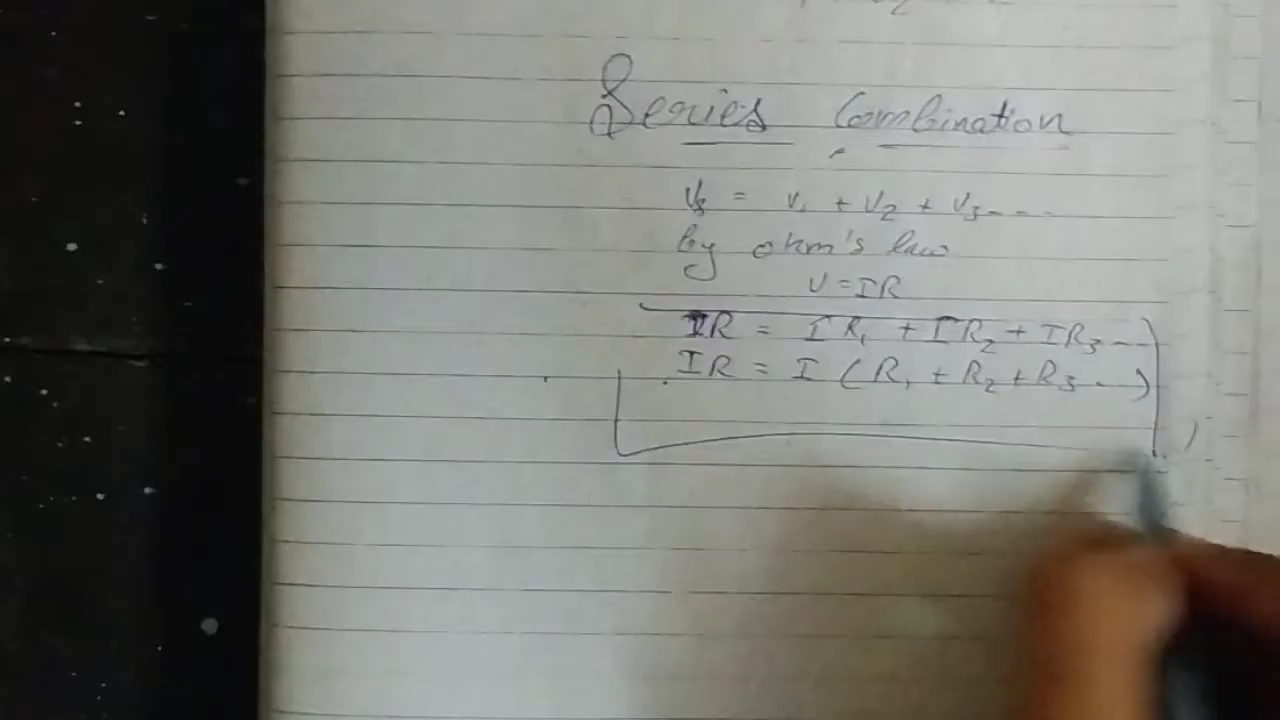 Series Combination
Vs = V1 + V2 + V3 ----
by ohm's law
V = IR
IR = IR1 + IR2 + IR3 ---
IR = I (R1 + R2 + R3 --)